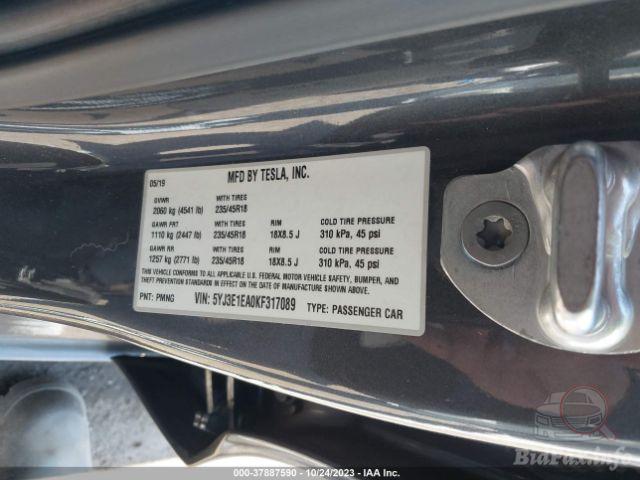 05/19 MFD BY TESLA, INC.
GVWR WITH TIRES
2060 kg (4541 lb) 235/45R18
GAWR FRT WITH TIRES RIM COLD TIRE PRESSURE
1110 kg (2447 lb) 235/45R18 18X8.5 J 310 kPa, 45 psi
GAWR RR WITH TIRES RIM COLD TIRE PRESSURE
1257 kg (2771 lb) 235/45R18 18X8.5 J 310 kPa, 45 psi
THIS VEHICLE CONFORMS TO ALL APPLICABLE U.S. FEDERAL MOTOR VEHICLE SAFETY, BUMPER, AND
THEFT PREVENTION STANDARDS IN EFFECT ON THE DATE OF MANUFACTURE SHOWN ABOVE.
PNT: PMNG VIN: 5YJ3E1EA0KF317089 TYPE: PASSENGER CAR
BidFax.info
000-37887590 - 10/24/2023 - IAA Inc.